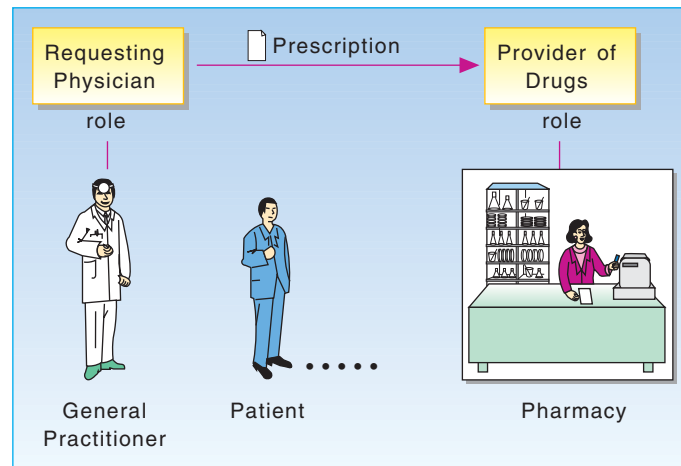 Requesting
Physician
Prescription
Provider of
Drugs
role
role
General
Practitioner
Patient
Pharmacy